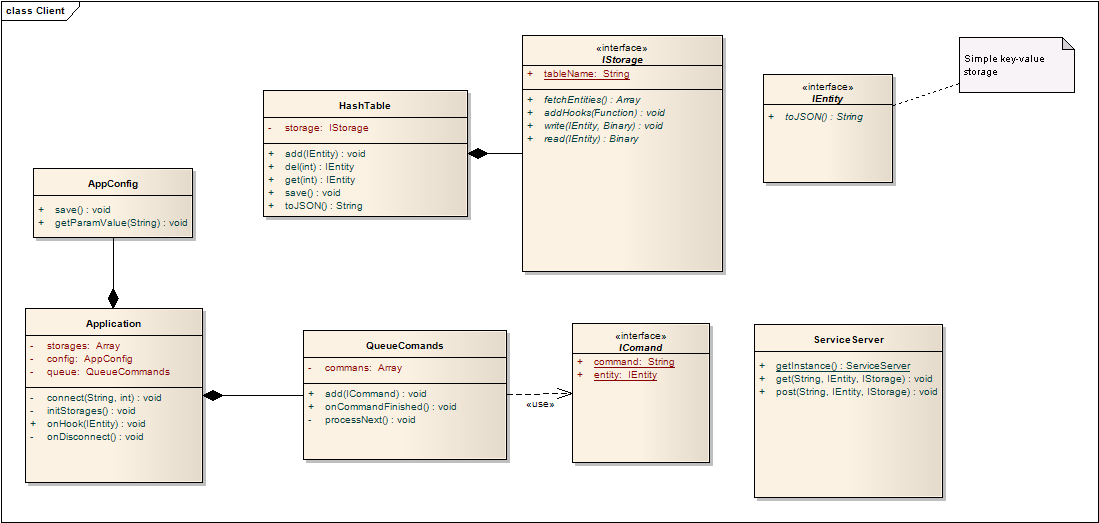 class Client
«interface»
IStorage
+ tableName: String
+ fetchEntities() : Array
+ addHooks(Function) : void
+ write(IEntity, Binary) : void
+ read(IEntity) : Binary
Simple key-value
storage
«interface»
IEntity
+ toJSON() : String
HashTable
- storage: IStorage
+ add(IEntity) : void
+ del(int) : IEntity
+ get(int) : IEntity
+ save() : void
+ toJSON() : String
AppConfig
+ save() : void
+ getParamValue(String) : void
Application
- storages: Array
- config: AppConfig
- queue: QueueCommands
- connect(String, int) : void
- initStorages() : void
+ onHook(IEntity) : void
- onDisconnect() : void
QueueComands
- commans: Array
+ add(ICommand) : void
+ onCommandFinished() : void
- processNext() : void
«use»
«interface»
IComand
+ command: String
+ entity: IEntity
ServiceServer
+ getInstance() : ServiceServer
+ get(String, IEntity, IStorage) : void
+ post(String, IEntity, IStorage) : void